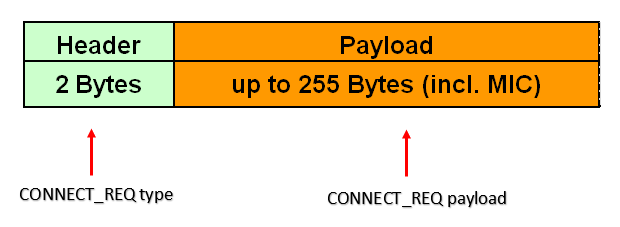 Header
Payload
2 Bytes
up to 255 Bytes (incl. MIC)
CONNECT_REQ type
CONNECT_REQ payload